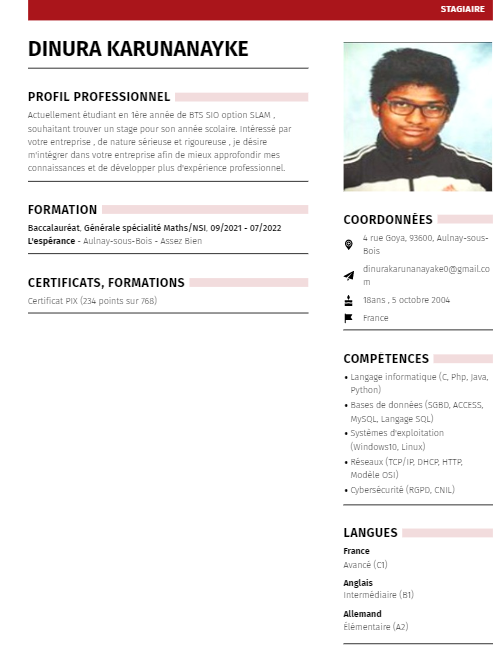 STAGIAIRE
DINURA KARUNANAYKE
PROFIL PROFESSIONNEL
Actuellement étudiant en 1ère année de BTS SIO option SLAM ,
souhaitant trouver un stage pour son année scolaire. Intéressé par
votre entreprise , de nature sérieuse et rigoureuse , je désire
m'intégrer dans votre entreprise afin de mieux approfondir mes
connaissances et de développer plus d'expérience professionnel.
FORMATION
Baccalauréat, Générale spécialité Maths/NSI, 09/2021 - 07/2022
L'espérance - Aulnay-sous-Bois - Assez Bien
CERTIFICATS, FORMATIONS
Certificat PIX (234 points sur 768)
COORDONNÉES
4 rue Goya, 93600, Aulnay-sous-
Bois
dinurakarunanayake0@gmail.co
m
18ans , 5 octobre 2004
France
COMPÉTENCES
• Langage informatique (C, Php, Java,
Python)
• Bases de données (SGBD, ACCESS,
MySQL, Langage SQL)
• Systèmes d'exploitation
(Windows10, Linux)
• Réseaux (TCP/IP, DHCP, HTTP,
Modèle OSI)
• Cybersécurité (RGPD, CNIL)
LANGUES
France
Avancé (C1)
Anglais
Intermédiaire (B1)
Allemand
Élémentaire (A2)